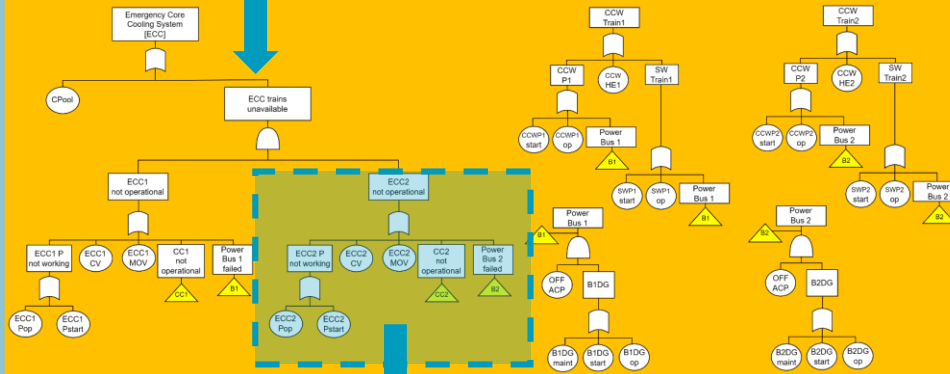 Emergency Core
Cooling System
[ECC]
CPool
ECC trains
unavailable
ECC1
not operational
ECC2
not operational
ECC1 P
not working
ECC1
CV
ECC1
MOV
CC1
not
operational
Power
Bus 1
failed
CC1
B1
ECC1
Pop
ECC1
Pstart
ECC2 P
not working
ECC2
CV
ECC2
MOV
CC2
not
operational
Power
Bus 2
failed
CC2
B2
ECC2
Pop
ECC2
Pstart
CCW
Train1
CCW
P1
CCW
HE1
SW
Train1
CCWP1
start
CCWP1
op
Power
Bus 1
B1
SWP1
start
SWP1
op
Power
Bus 1
B1
CCW
Train2
CCW
P2
CCW
HE2
SW
Train2
CCWP2
start
CCWP2
op
Power
Bus 2
B2
SWP2
start
SWP2
op
Power
Bus 2
B2
Power
Bus 1
B1
OFF
ACP
B1DG
B1DG
maint
B1DG
start
B1DG
op
Power
Bus 2
B2
OFF
ACP
B2DG
B2DG
maint
B2DG
start
B2DG
op